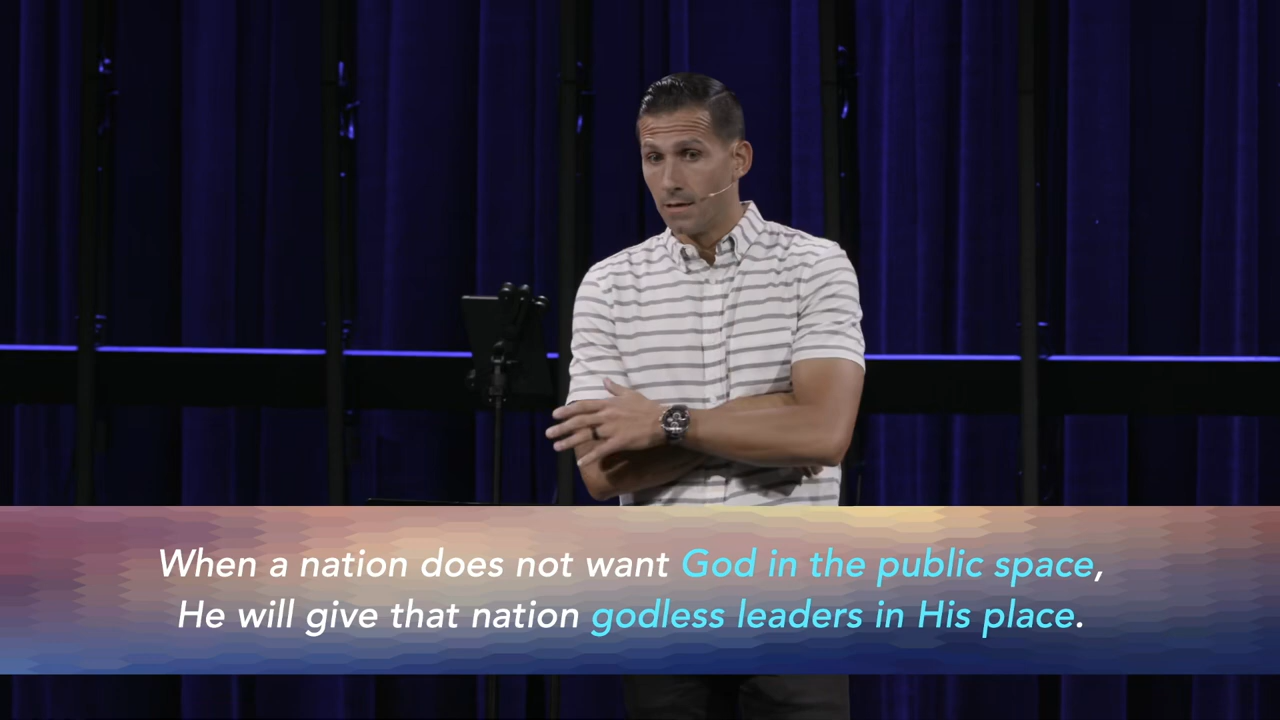 When a nation does not want God in the public space,
He will give that nation godless leaders in His place.